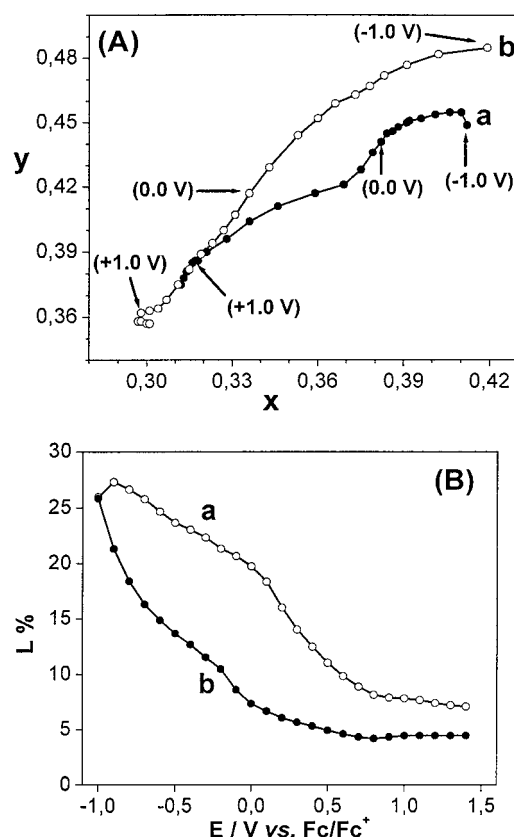 (A)
(-1.0 V)
b
0,48
a
0,45
y
0,42
(0.0 V)
(0.0 V)
(-1.0 V)
0,39
(+1.0 V)
(+1.0 V)
0,36
0,30
0,33
0,36
0,39
0,42
x
30
(B)
25
a
20
L %
15
10
b
5
0
-1,0
-0,5
0,0
0,5
1,0
1,5
E / V vs. Fc/Fc⁺